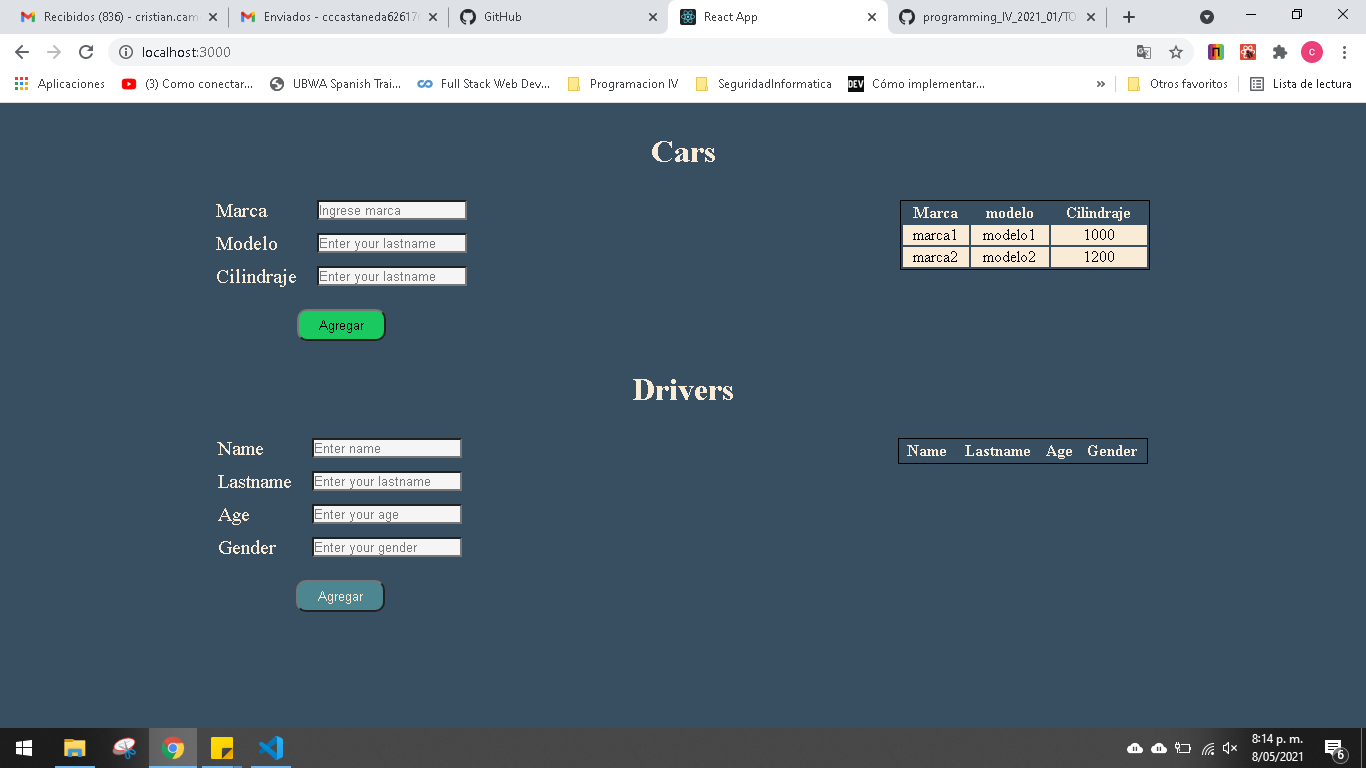 Recibidos (836) - cristian.cam
Enviados - cccastaneda62617
GitHub
React App
programming_IV_2021_01/TO
localhost:3000
c
Aplicaciones
(3) Como conectar...
UBWA Spanish Trai...
Full Stack Web Dev...
Programacion IV
SeguridadInformatica
DEV
Cómo implementar...
»
Otros favoritos
Lista de lectura
Cars
Marca Ingrese marca
Modelo Enter your lastname
Cilindraje Enter your lastname
Agregar
Marca modelo Cilindraje
marca1 modelo1 1000
marca2 modelo2 1200
Drivers
Name Enter name
Lastname Enter your lastname
Age Enter your age
Gender Enter your gender
Agregar
Name Lastname Age Gender
8:14 p. m.
8/05/2021
6